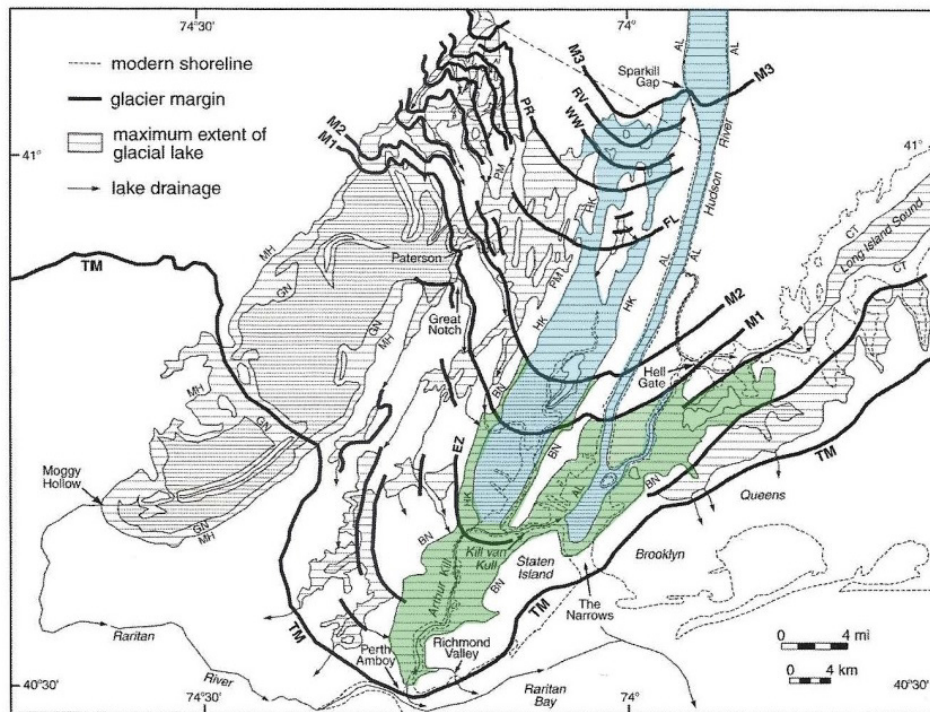 74°30'
74°
modern shoreline
glacier margin
maximum extent of
glacial lake
lake drainage
M3
Sparkill
Gap
AL
AL
M3
RV
WW
PR
M2
M1
41°
41°
PM
HK
River
Hudson
FL
CT
Long Island Sound
CT
MH
TM
Paterson
GN
PM
AL
AL
HK
HK
M2
M1
Great
Notch
GN
MH
MH
GN
BN
Hell
Gate
EZ
BN
Moggy
Hollow
HK
AL
BN
TM
Queens
GN
MH
BN
Kill van
Kull
Staten
Island
Brooklyn
Arthur Kill
BN
The
Narrows
TM
Raritan
TM
Perth
Amboy
Richmond
Valley
0 4 mi
0 4 km
River
Raritan
Bay
40°30'
40°30'
74°30'
74°